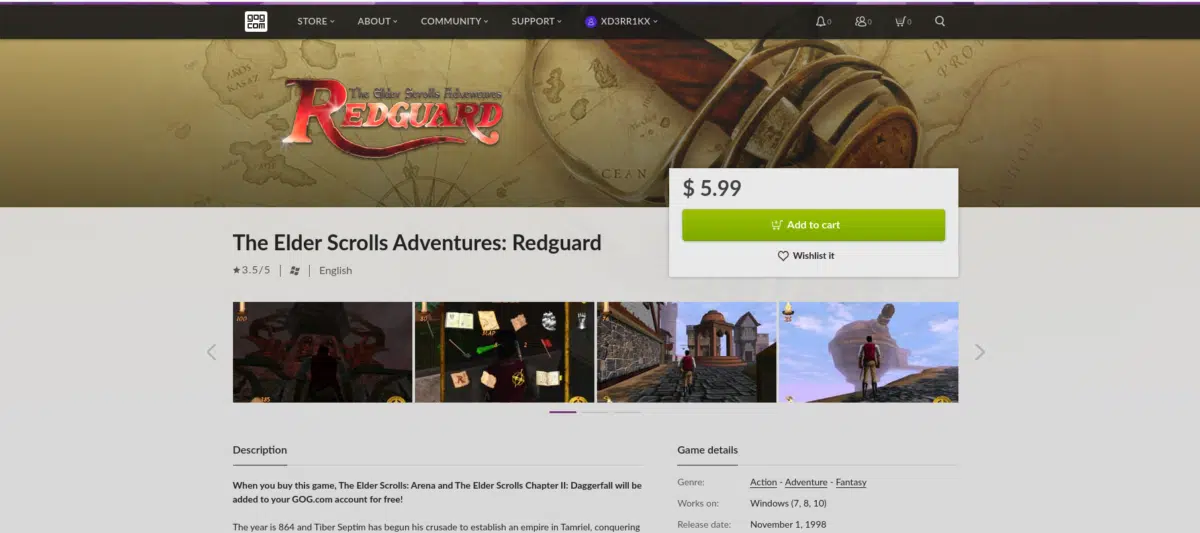 gog
com
STORE
ABOUT
COMMUNITY
SUPPORT
XD3RR1KX
0
0
0
The Elder Scrolls Adventures
REDGUARD
CEAN
$ 5.99
Add to cart
Wishlist it
The Elder Scrolls Adventures: Redguard
3.5/5
English
100
MAP
Description
When you buy this game, The Elder Scrolls: Arena and The Elder Scrolls Chapter II: Daggerfall will be
added to your GOG.com account for free!
The year is 864 and Tiber Septim has begun his crusade to establish an empire in Tamriel, conquering
Game details
Genre:
Action - Adventure - Fantasy
Works on:
Windows (7, 8, 10)
Release date:
November 1, 1998